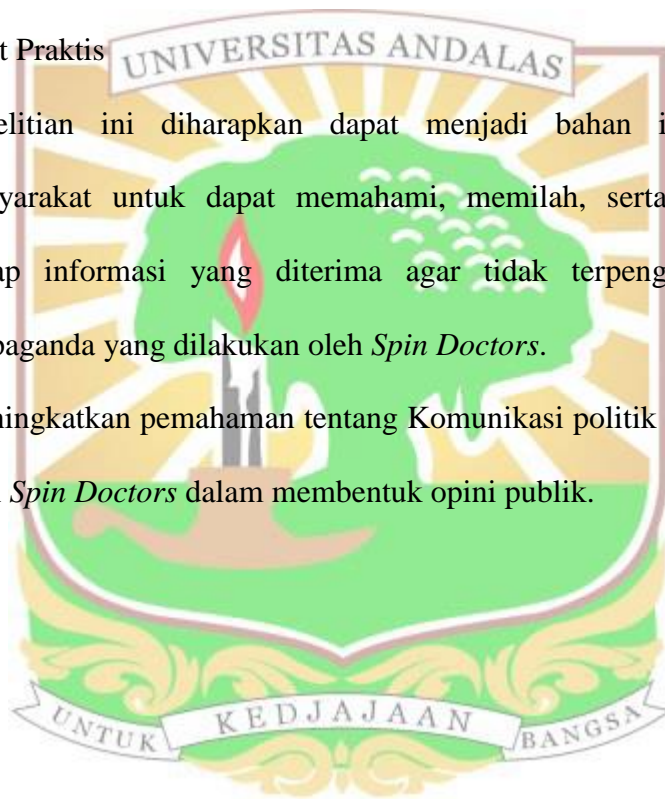 t Praktis
UNIVERSITAS ANDALAS
elitian ini diharapkan dapat menjadi bahan i
yarakat untuk dapat memahami, memilah, serta
ap informasi yang diterima agar tidak terpeng
paganda yang dilakukan oleh Spin Doctors.
ningkatkan pemahaman tentang Komunikasi politik
Spin Doctors dalam membentuk opini publik.
UNTUK KEDJAJAAN BANGSA